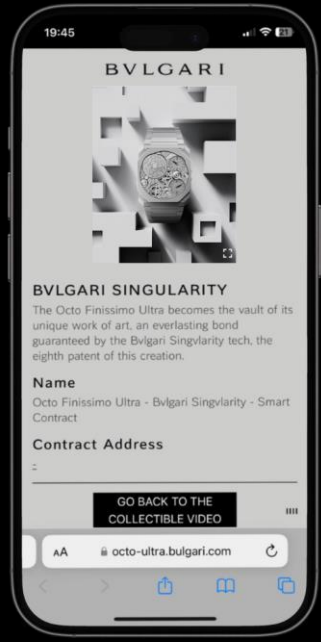 19:45
21
BVLGARI
BVLGARI SINGULARITY
The Octo Finissimo Ultra becomes the vault of its
unique work of art, an everlasting bond
guaranteed by the Bvlgari Singvlarity tech, the
eighth patent of this creation.
Name
Octo Finissimo Ultra - Bvlgari Singvlarity - Smart
Contract
Contract Address
-
GO BACK TO THE
COLLECTIBLE VIDEO
AA
octo-ultra.bulgari.com